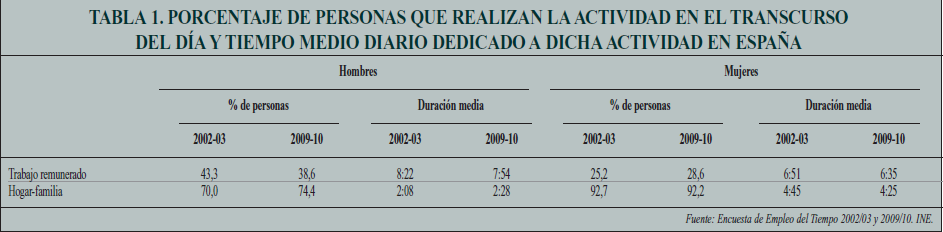 TABLA 1. PORCENTAJE DE PERSONAS QUE REALIZAN LA ACTIVIDAD EN EL TRANSCURSO
DEL DÍA Y TIEMPO MEDIO DIARIO DEDICADO A DICHA ACTIVIDAD EN ESPAÑA
Hombres Mujeres
% de personas Duración media % de personas Duración media
2002-03 2009-10 2002-03 2009-10 2002-03 2009-10 2002-03 2009-10
Trabajo remunerado 43,3 38,6 8:22 7:54 25,2 28,6 6:51 6:35
Hogar-familia 70,0 74,4 2:08 2:28 92,7 92,2 4:45 4:25
Fuente: Encuesta de Empleo del Tiempo 2002/03 y 2009/10. INE.